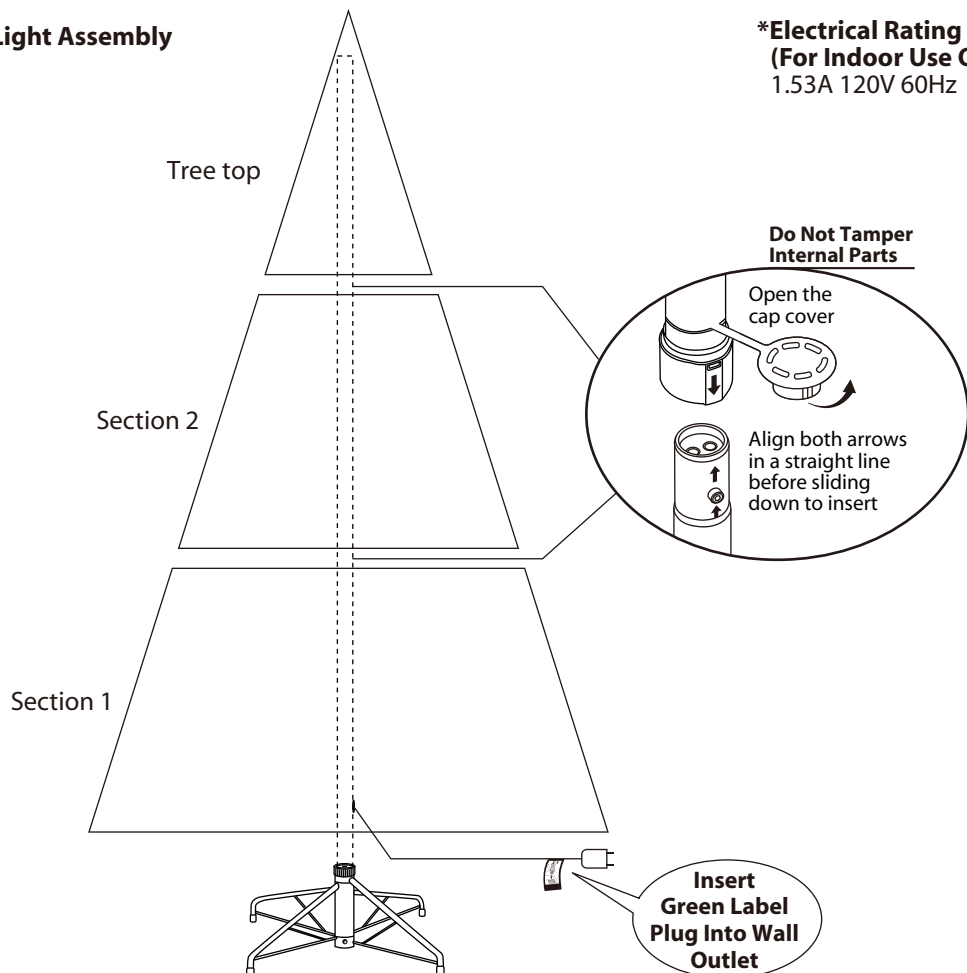 Light Assembly
*Electrical Rating
(For Indoor Use
1.53A 120V 60Hz
Tree top
Do Not Tamper
Internal Parts
Open the
cap cover
Section 2
Align both arrows
in a straight line
before sliding
down to insert
Section 1
Insert
Green Label
Plug Into Wall
Outlet